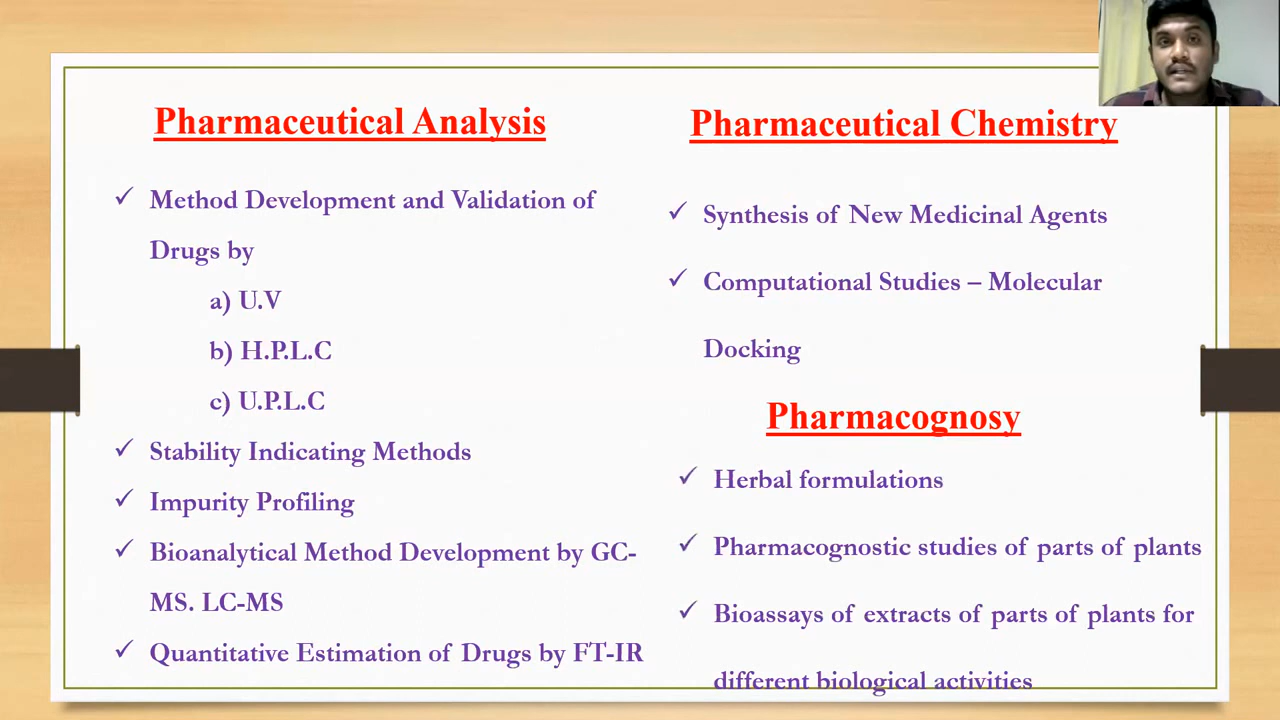 Pharmaceutical Analysis
✓ Method Development and Validation of
Drugs by
a) U.V
b) H.P.L.C
c) U.P.L.C
✓ Stability Indicating Methods
✓ Impurity Profiling
✓ Bioanalytical Method Development by GC-
MS. LC-MS
✓ Quantitative Estimation of Drugs by FT-IR
Pharmaceutical Chemistry
✓ Synthesis of New Medicinal Agents
✓ Computational Studies – Molecular
Docking
Pharmacognosy
✓ Herbal formulations
✓ Pharmacognostic studies of parts of plants
✓ Bioassays of extracts of parts of plants for
different biological activities